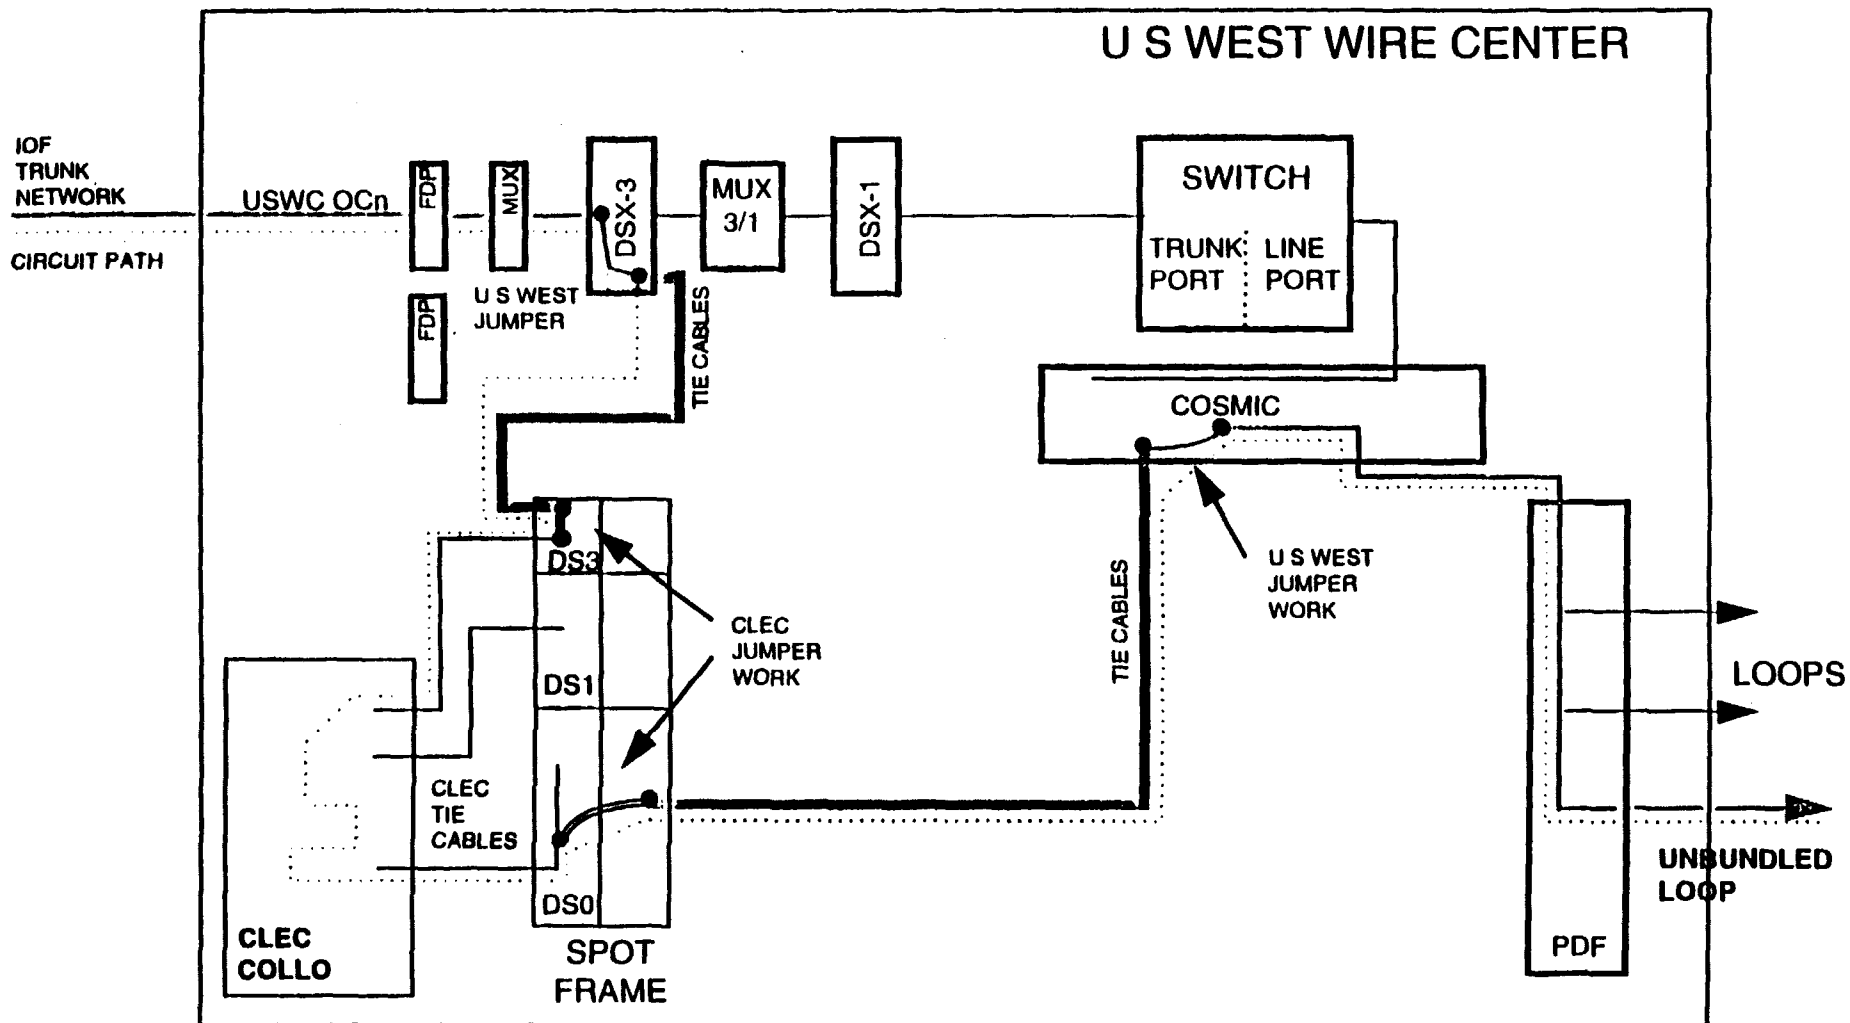 U S WEST WIRE CENTER
IOF
TRUNK
NETWORK
USWC OCn
CIRCUIT PATH
FDP
MUX
DSX-3
MUX
3/1
DSX-1
SWITCH
TRUNK
PORT
LINE
PORT
U S WEST
JUMPER
FDP
TIE CABLES
COSMIC
U S WEST
JUMPER
WORK
TIE CABLES
DS3
CLEC
JUMPER
WORK
DS1
LOOPS
CLEC
TIE
CABLES
DS0
UNBUNDLED
LOOP
CLEC
COLLO
SPOT
FRAME
PDF